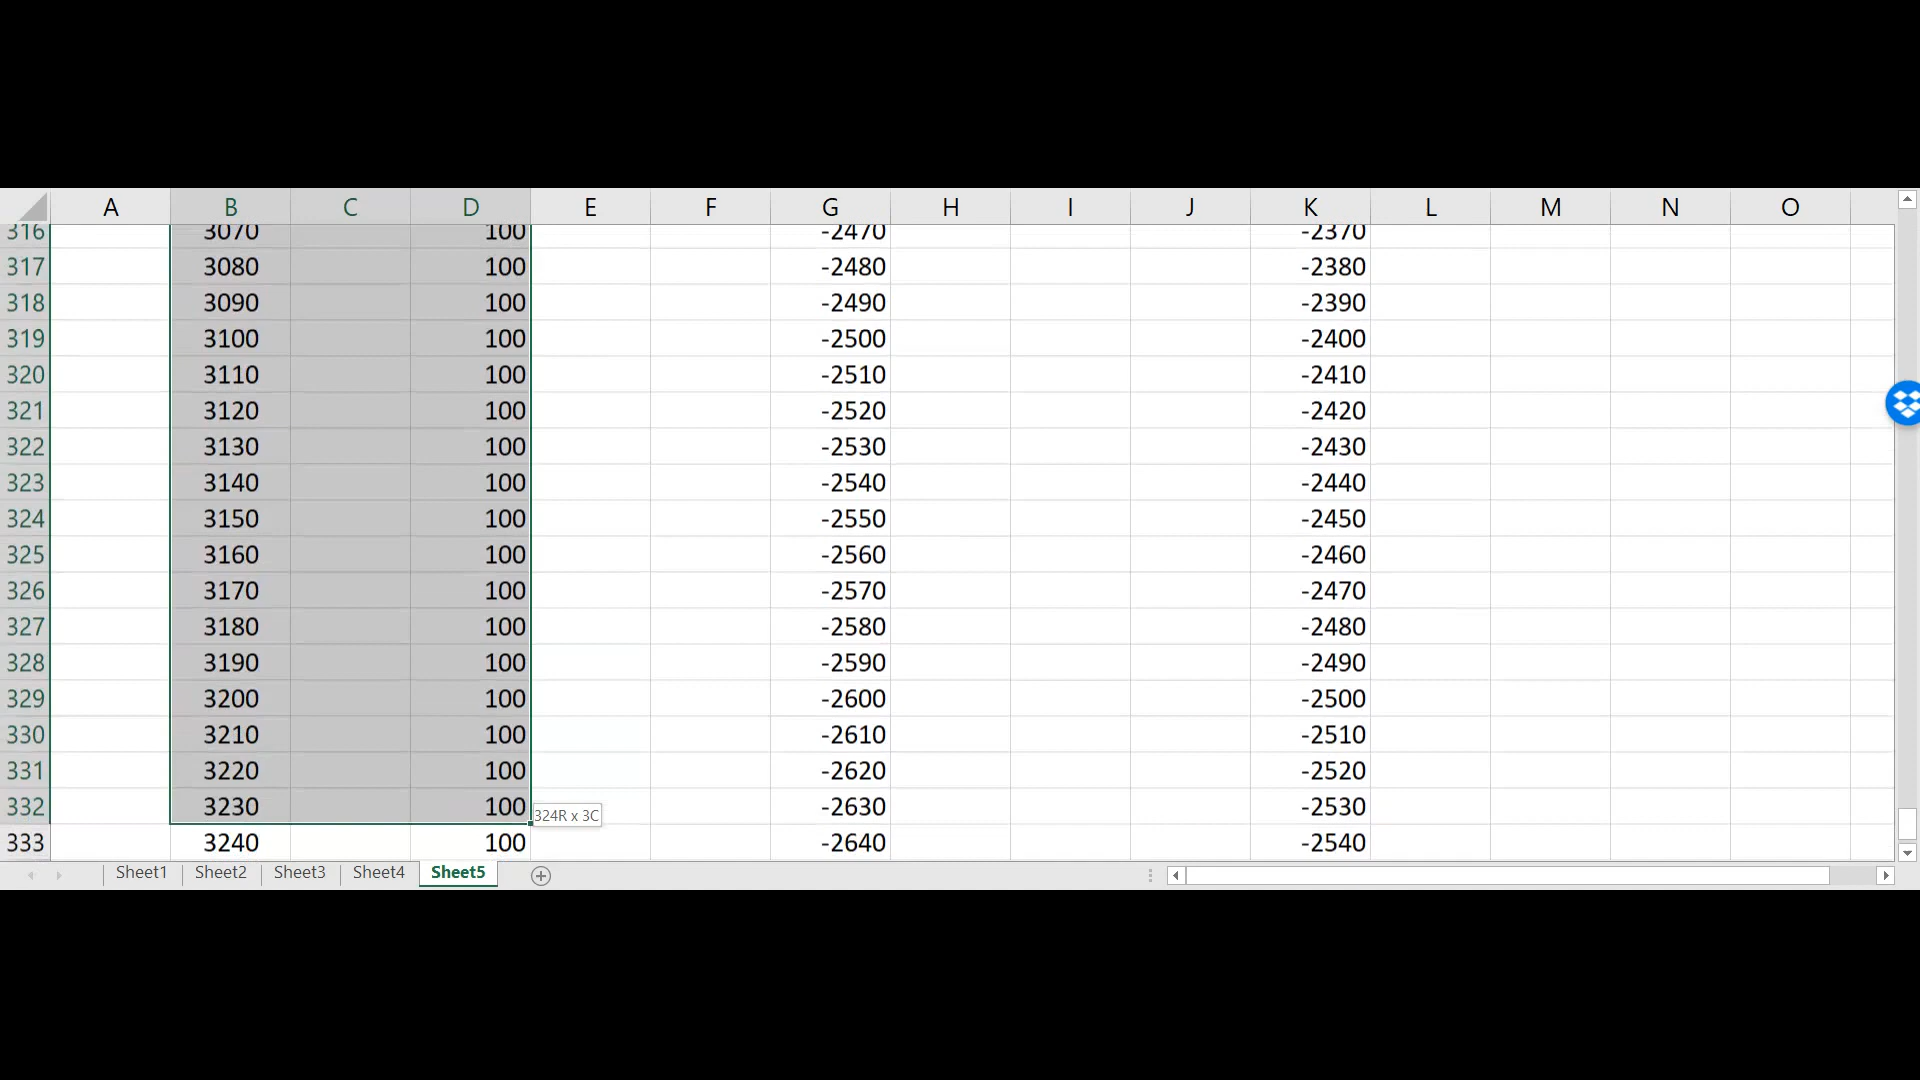 A B C D E F G H I J K L M N O
316 3070 100 -2470 -2370
317 3080 100 -2480 -2380
318 3090 100 -2490 -2390
319 3100 100 -2500 -2400
320 3110 100 -2510 -2410
321 3120 100 -2520 -2420
322 3130 100 -2530 -2430
323 3140 100 -2540 -2440
324 3150 100 -2550 -2450
325 3160 100 -2560 -2460
326 3170 100 -2570 -2470
327 3180 100 -2580 -2480
328 3190 100 -2590 -2490
329 3200 100 -2600 -2500
330 3210 100 -2610 -2510
331 3220 100 -2620 -2520
332 3230 100 324R x 3C -2630 -2530
333 3240 100 -2640 -2540
Sheet1 Sheet2 Sheet3 Sheet4 Sheet5